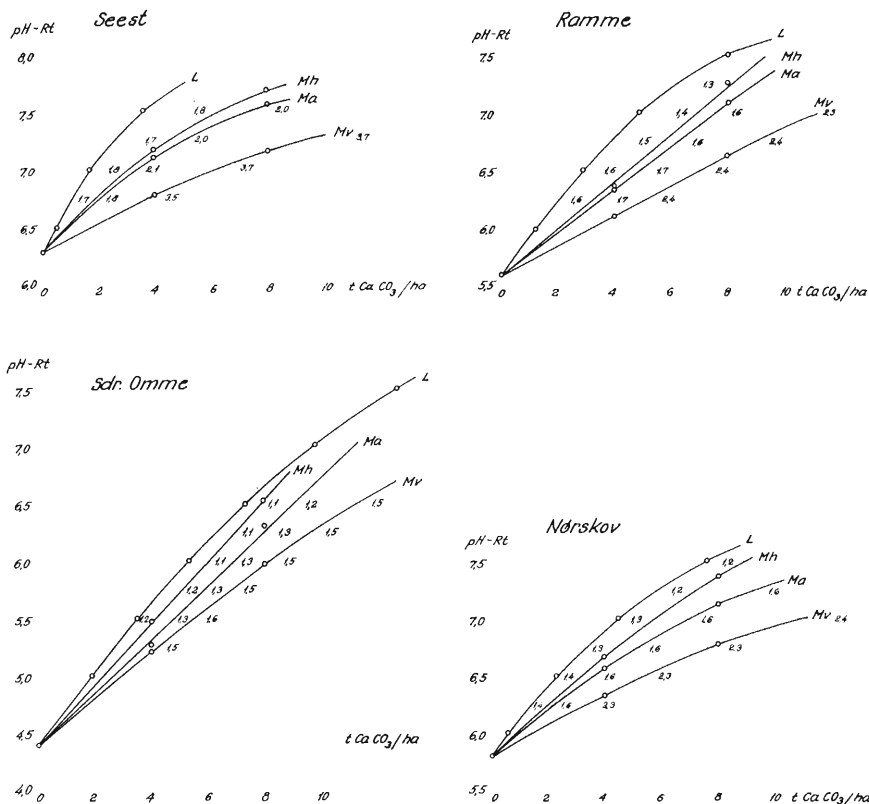 Seest
pH-Rt
8,0
7,5
7,0
6,5
6,0
L
Mh
Ma
Mv 3,7
1,7 1,8 1,7 1,8
1,8 2,1 2,0 2,0
3,5 3,7
0 2 4 6 8 10 t CaCO3/ha
Ramme
pH-Rt
7,5
7,0
6,5
6,0
5,5
L
Mh
Ma
Mv
2,3
1,6 1,6 1,5 1,4 1,3
1,7 1,7 1,6 1,6
2,4 2,4 2,4
0 2 4 6 8 10 t CaCO3/ha
Sdr. Omme
pH-Rt
7,5
7,0
6,5
6,0
5,5
5,0
4,5
4,0
L
Mh
Ma
Mv
1,2 1,2 1,1 1,1 1,1
1,3 1,3 1,3 1,3 1,2
1,5 1,6 1,5 1,5 1,5 1,5
t CaCO3/ha
0 2 4 6 8 10
Nørskov
pH-Rt
7,5
7,0
6,5
6,0
5,5
L
Mh
Ma
Mv 2,4
1,4 1,4 1,3 1,3 1,2 1,2
1,6 1,6 1,6 1,6 1,6
2,3 2,3 2,3
0 2 4 6 8 10 t CaCO3/ha